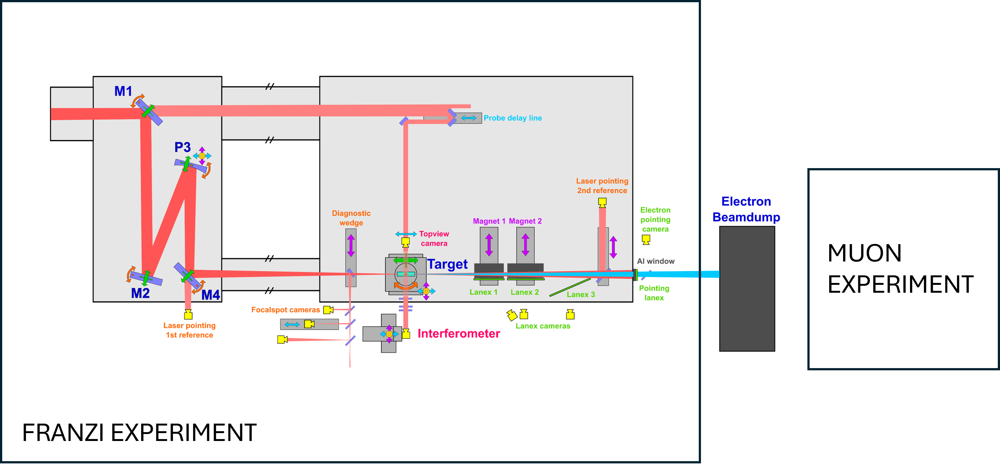 M1
Probe delay line
P3
Laser pointing
2nd reference
Electron
Beamdump
Diagnostic
wedge
Electron
pointing
camera
Magnet 1
Magnet 2
Topview
camera
Target
Al window
MUON
EXPERIMENT
M2
M4
Lanex 1
Lanex 2
Lanex 3
Pointing
lanex
Focalspot cameras
Laser pointing
1st reference
Interferometer
Lanex cameras
FRANZI EXPERIMENT